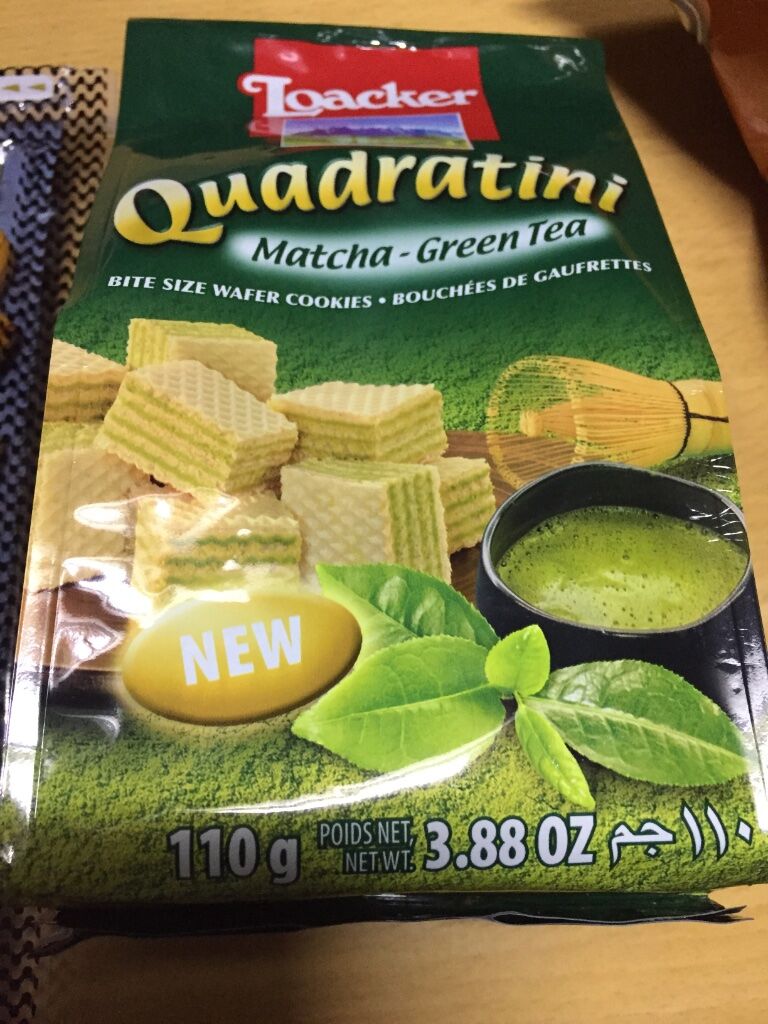 Loacker
Quadratini
Matcha - Green Tea
BITE SIZE WAFER COOKIES • BOUCHÉES DE GAUFRETTES
NEW
110 g POIDS NET, NET WT. 3.88 OZ ١١٠ جم